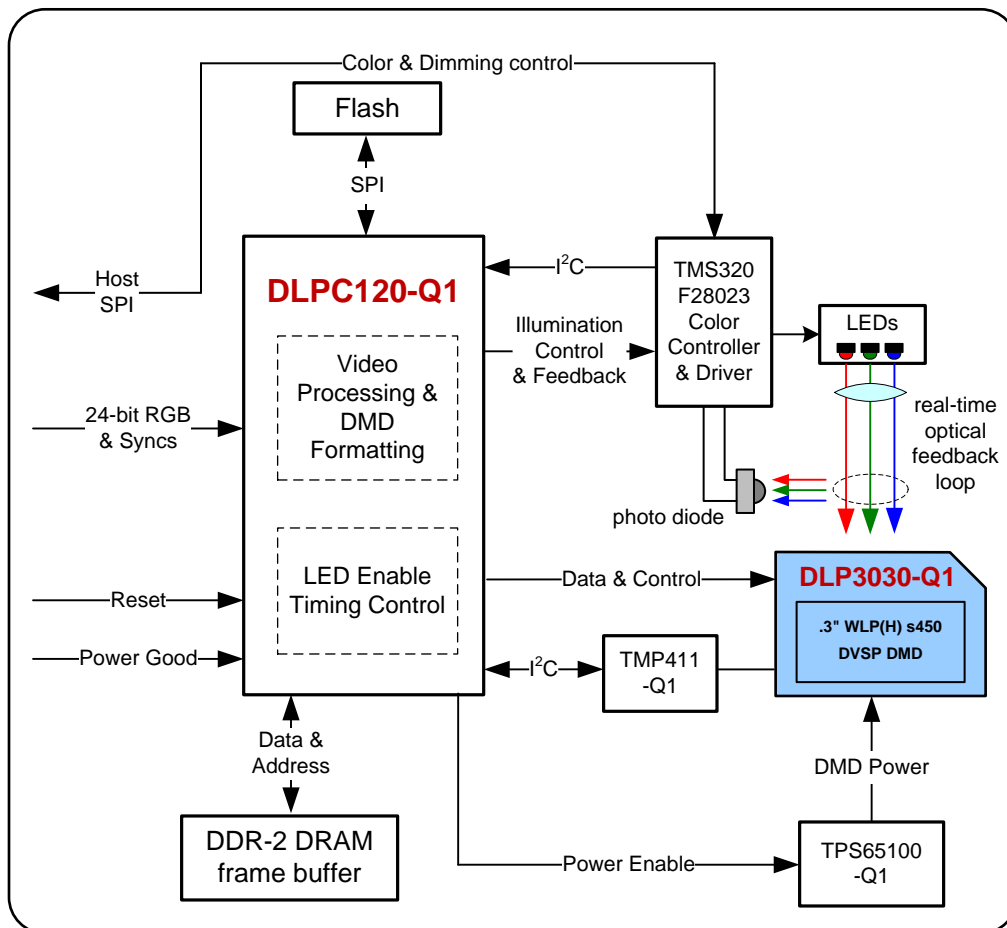 Color & Dimming control
Flash
SPI
Host
SPI
DLPC120-Q1
I²C
TMS320
F28023
Color
Controller
& Driver
LEDs
Video
Processing &
DMD
Formatting
Illumination
Control
& Feedback
24-bit RGB
& Syncs
real-time
optical
feedback
loop
photo diode
LED Enable
Timing Control
Data & Control
DLP3030-Q1
.3" WLP(H) s450
DVSP DMD
Reset
Power Good
I²C
TMP411
-Q1
Data &
Address
DMD Power
DDR-2 DRAM
frame buffer
Power Enable
TPS65100
-Q1